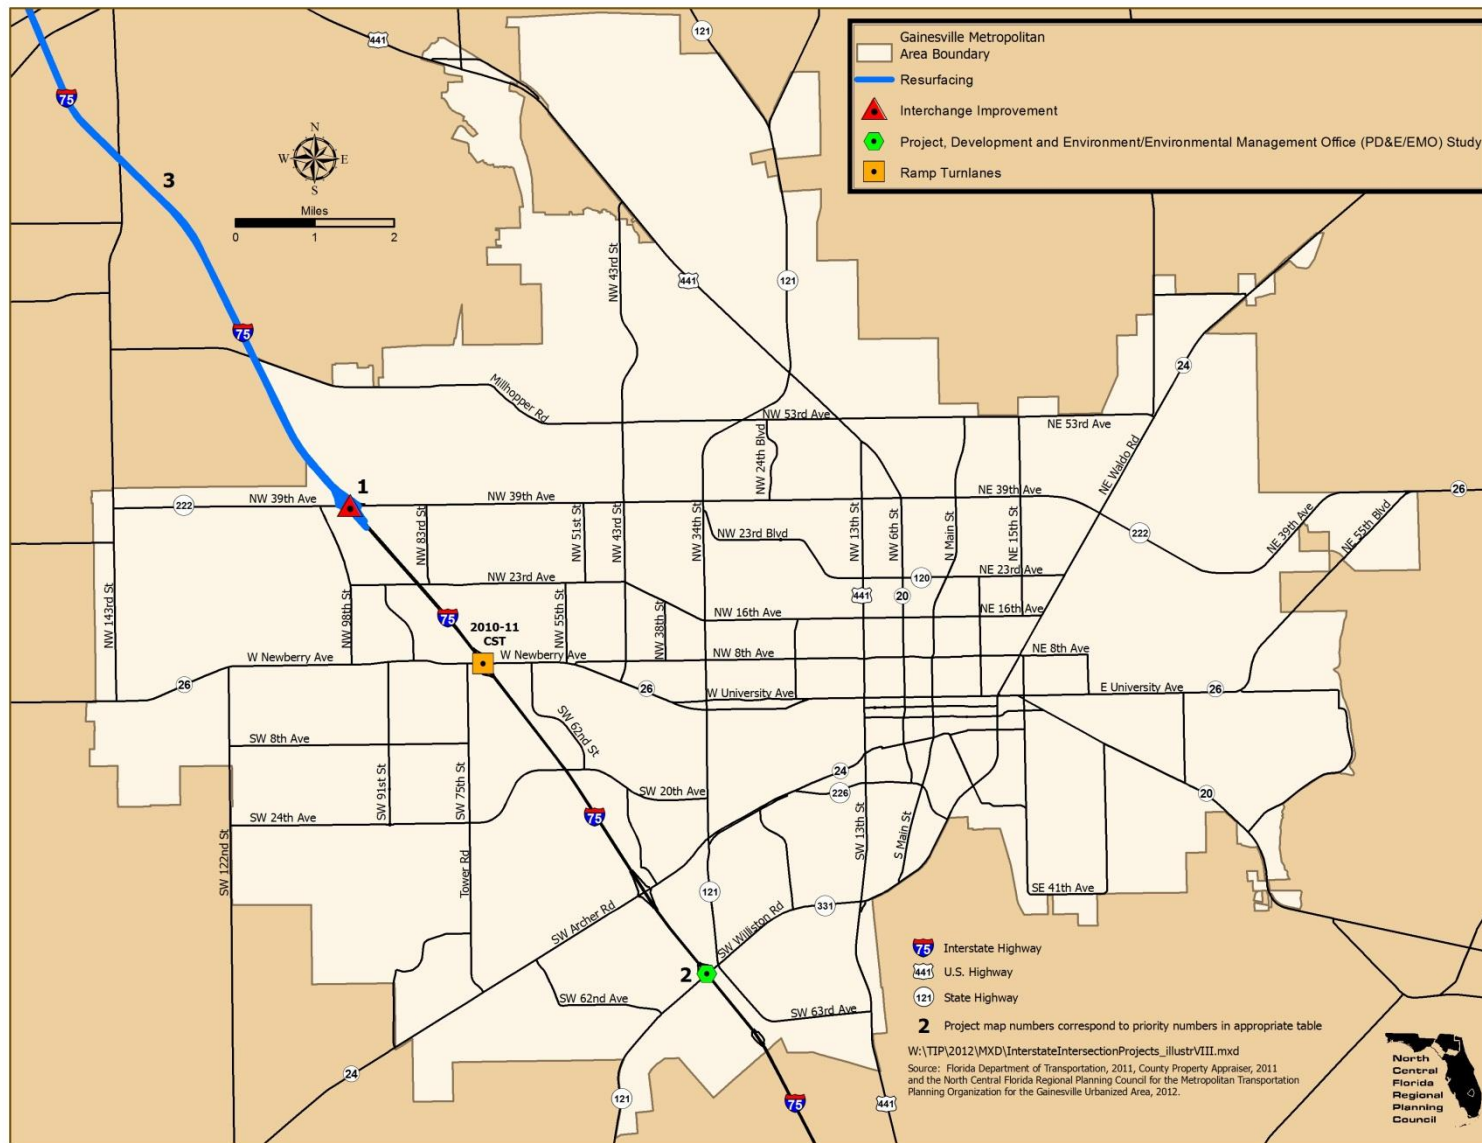 Gainesville Metropolitan
Area Boundary
Resurfacing
Interchange Improvement
Project, Development and Environment/Environmental Management Office (PD&E/EMO) Study
Ramp Turnlanes
441
121
75
N
W E
S
3
Miles
0 1 2
NW 43rd St
441
121
75
24
Millhopper Rd
NW 53rd Ave
NE 53rd Ave
NW 24th Blvd
NE Waldo Rd
1
222
NW 39th Ave
NW 39th Ave
NE 39th Ave
26
NW 83rd St
NW 51st St
NW 43rd St
NW 34th St
NW 23rd Blvd
NW 13th St
NW 6th St
N Main St
NE 15th St
222
NE 39th Ave
NE 55th Blvd
NW 143rd St
NW 98th St
NW 23rd Ave
120
NE 23rd Ave
441
20
75
NW 55th St
NW 38th St
NW 16th Ave
NE 16th Ave
2010-11
CST
W Newberry Ave
W Newberry Ave
NW 8th Ave
NE 8th Ave
26
26
W University Ave
E University Ave
26
SW 62nd St
SW 8th Ave
24
SW 91st St
SW 75th St
SW 20th Ave
226
20
SW 24th Ave
75
SW 122nd St
SW 13th St
S Main St
Tower Rd
121
SE 41th Ave
SW Archer Rd
SW Williston Rd
331
2
SW 62nd Ave
SW 63rd Ave
24
121
75
441
75 Interstate Highway
441 U.S. Highway
121 State Highway
2 Project map numbers correspond to priority numbers in appropriate table
W:\TIP\2012\MXD\InterstateIntersectionProjects_illustrVIII.mxd
Source: Florida Department of Transportation, 2011, County Property Appraiser, 2011
and the North Central Florida Regional Planning Council for the Metropolitan Transportation
Planning Organization for the Gainesville Urbanized Area, 2012.
North
Central
Florida
Regional
Planning
Council